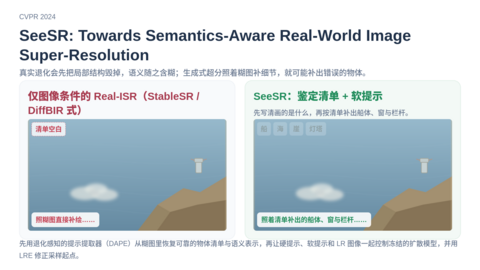 CVPR 2024
SeeSR: Towards Semantics-Aware Real-World Image
Super-Resolution
真实退化会先把局部结构毁掉，语义随之含糊；生成式超分照着糊图补细节，就可能补出错误的物体。
仅图像条件的 Real-ISR（StableSR /
DiffBIR 式）
清单空白
照糊图直接补绘……
SeeSR：鉴定清单 + 软提示
先写清画的是什么，再按清单补出船体、窗与栏杆。
船 海 崖 灯塔
照着清单补出船体、窗与栏杆……
先用退化感知的提示提取器（DAPE）从糊图里恢复可靠的物体清单与语义表示，再让硬提示、软提示和 LR 图像一起控制冻结的扩散模型，并用
LRE 修正采样起点。